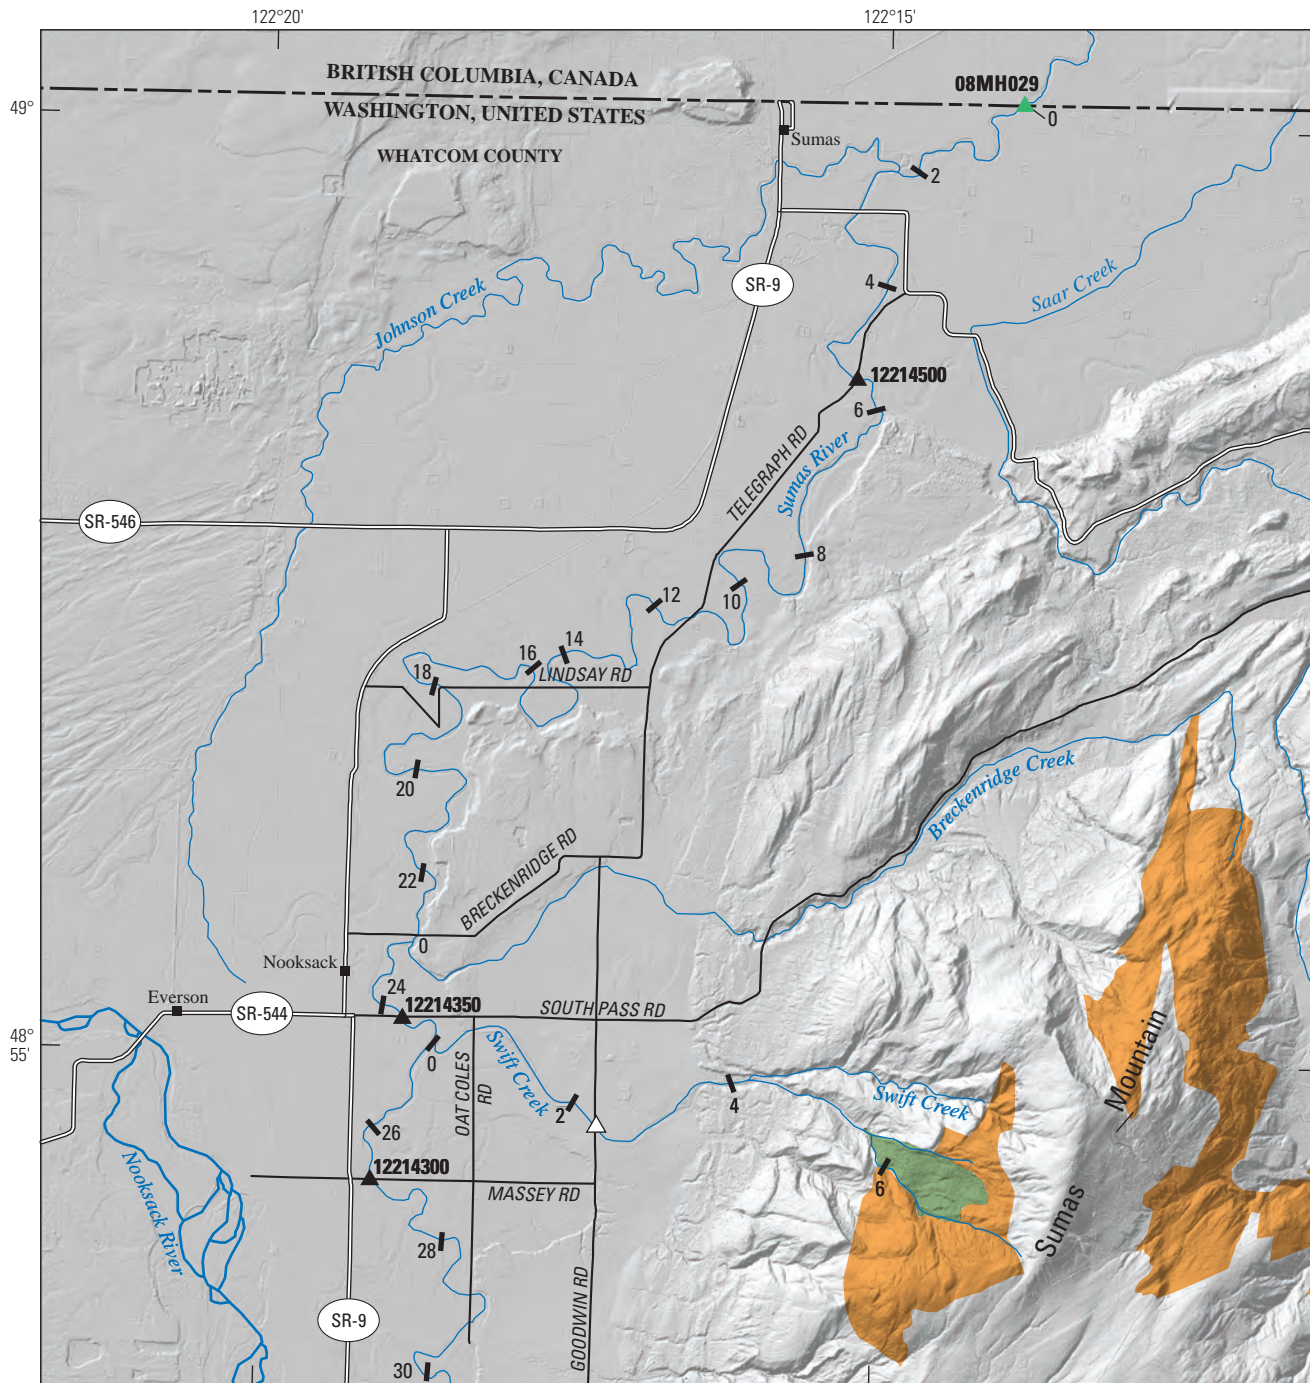 122°20'
122°15'
BRITISH COLUMBIA, CANADA
08MH029
49°
WASHINGTON, UNITED STATES
0
Sumas
WHATCOM COUNTY
2
SR-9
4
Saar Creek
Johnson Creek
12214500
6
TELEGRAPH RD
Sumas River
SR-546
8
10
12
14
16
LINDSAY RD
18
20
Breckenridge Creek
BRECKENRIDGE RD
22
0
Nooksack
24
Everson
12214350
SR-544
SOUTH PASS RD
48°
55'
0
Swift Creek
OAT COLES
RD
2
4
Swift Creek
Sumas Mountain
26
12214300
MASSEY RD
6
Nooksack River
28
GOODWIN RD
SR-9
30